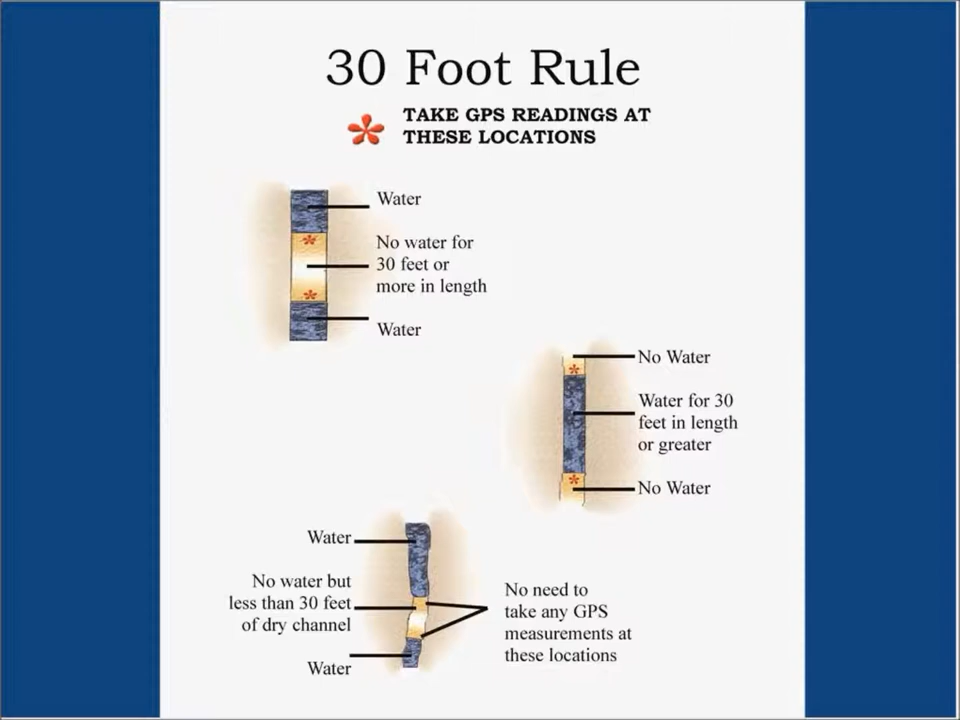 30 Foot Rule
TAKE GPS READINGS AT
THESE LOCATIONS
Water
No water for
30 feet or
more in length
Water
No Water
Water for 30
feet in length
or greater
No Water
Water
No water but
less than 30 feet
of dry channel
Water
No need to
take any GPS
measurements at
these locations